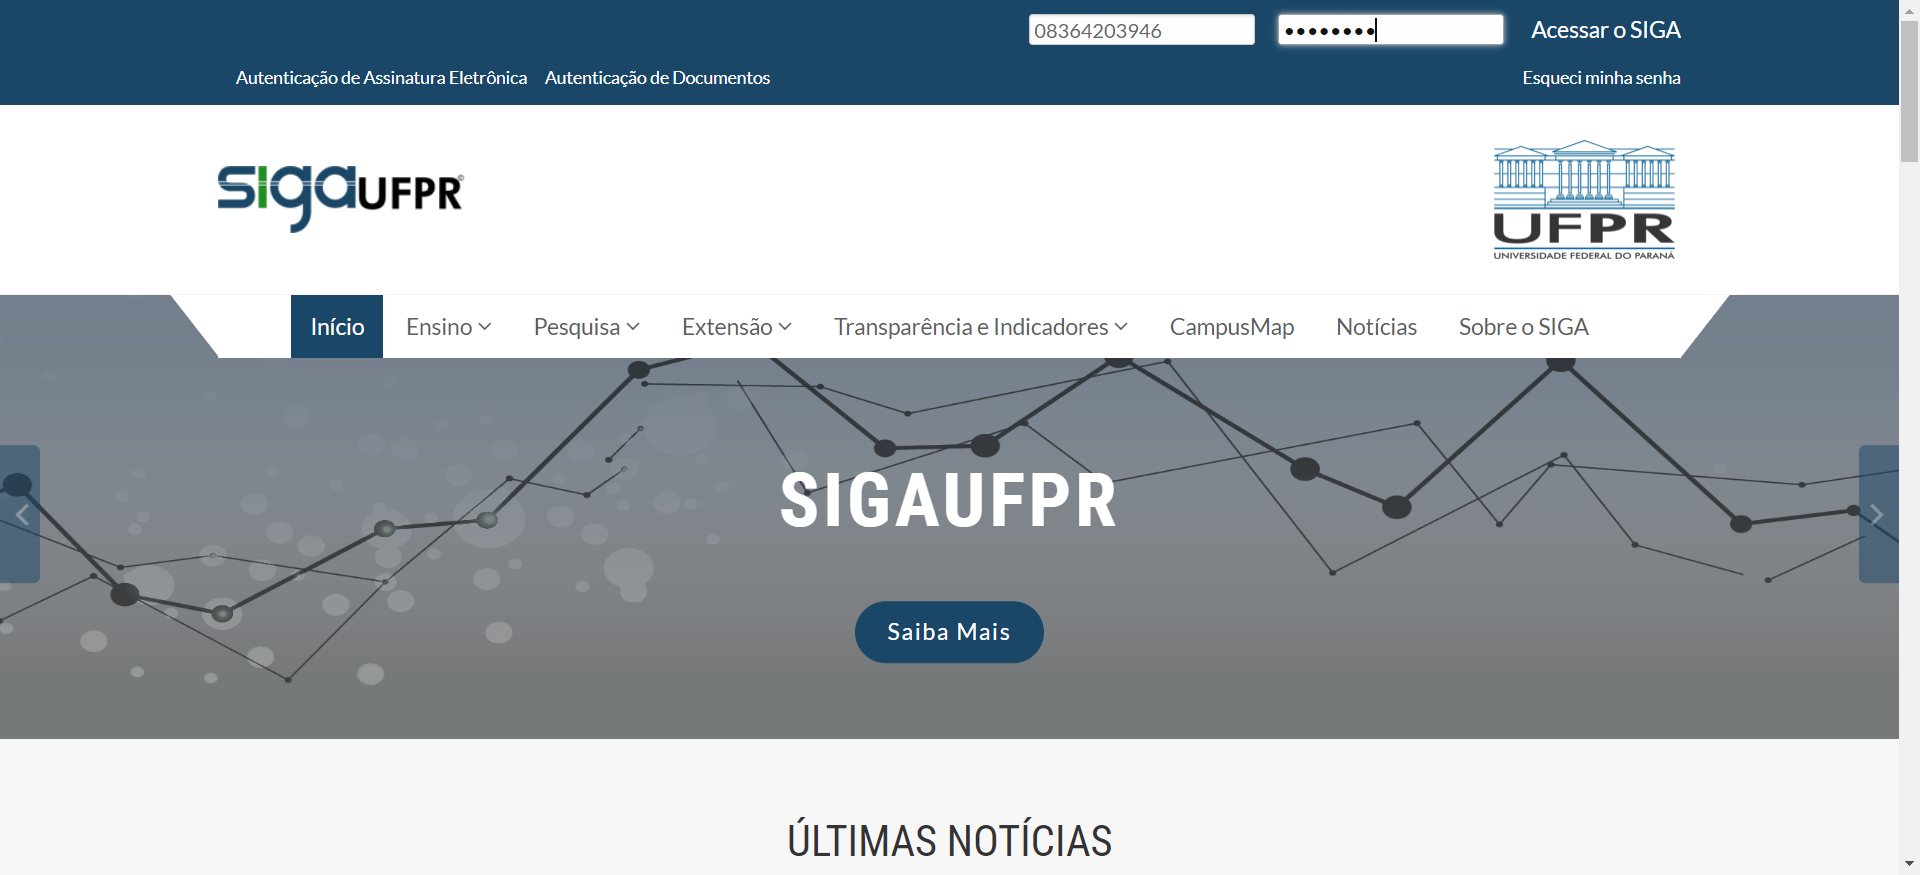 08364203946
•••••••• 
Acessar o SIGA
Autenticação de Assinatura Eletrônica
Autenticação de Documentos
Esqueci minha senha
sigaUFPR®
UFPR
UNIVERSIDADE FEDERAL DO PARANÁ
Início
Ensino
Pesquisa
Extensão
Transparência e Indicadores
CampusMap
Notícias
Sobre o SIGA
SIGAUFPR
Saiba Mais
ÚLTIMAS NOTÍCIAS